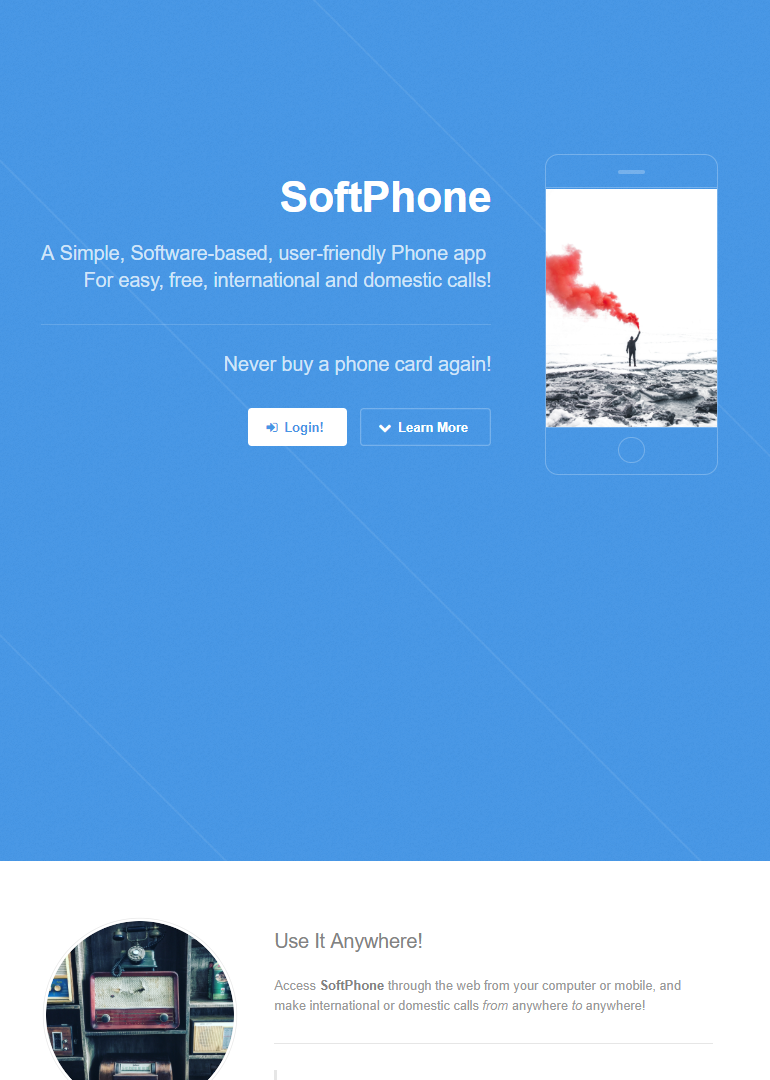 SoftPhone
A Simple, Software-based, user-friendly Phone app
For easy, free, international and domestic calls!
Never buy a phone card again!
Login!
Learn More
Use It Anywhere!
Access SoftPhone through the web from your computer or mobile, and
make international or domestic calls from anywhere to anywhere!